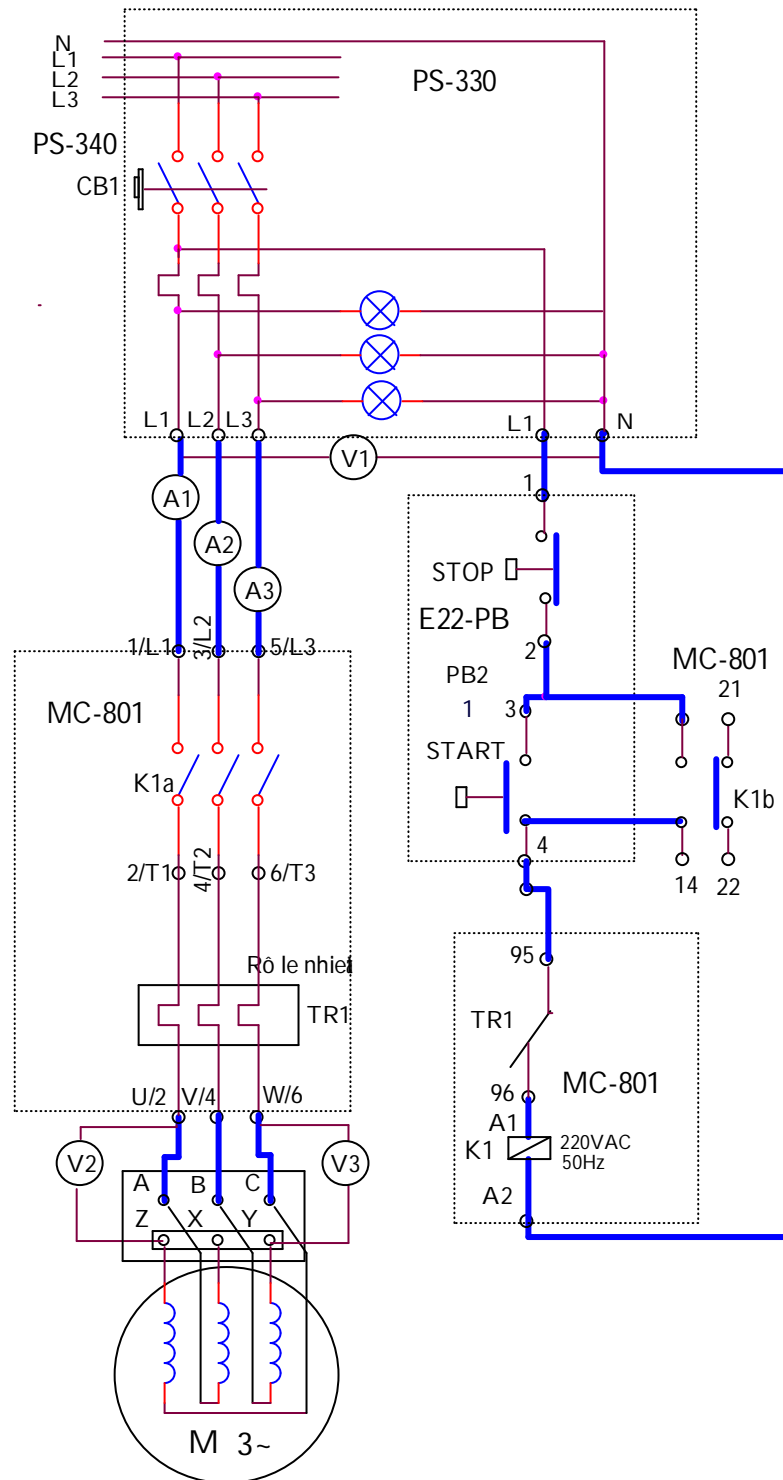 N
L1
L2
L3
PS-330
PS-340
CB1
L1 L2 L3
L1 N
V1
A1
A2
A3
1
STOP
E22-PB
2
1/L1 3/L2 5/L3
MC-801
MC-801
21
PB2
1 3
START
K1a
K1b
4
14 22
2/T1 4/T2 6/T3
95
Rô le nhiet
TR1
TR1
MC-801
96
A1
K1
220VAC
50Hz
A2
U/2 V/4 W/6
V2
V3
A B C
Z X Y
M 3~